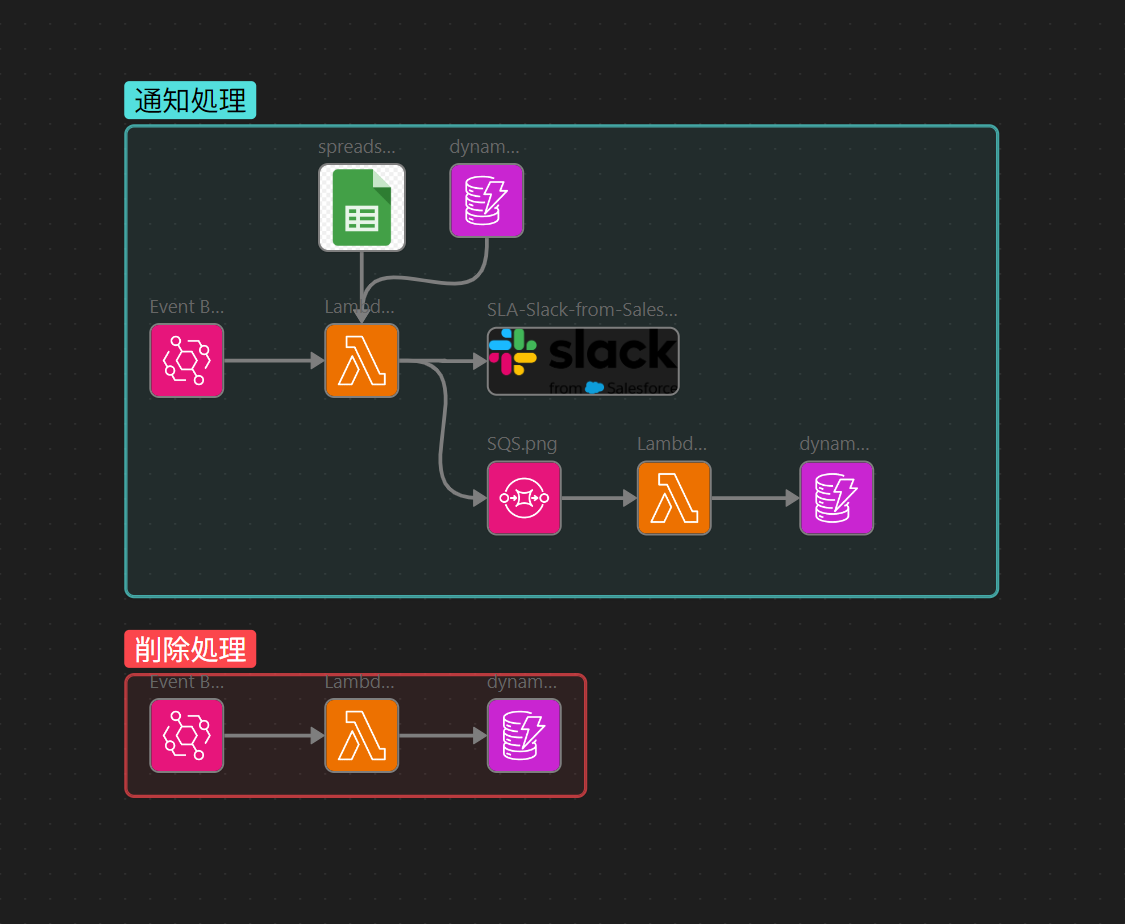 通知処理
spreads...
dynam...
Event B...
Lambd...
SLA-Slack-from-Sales...
slack
from Salesforce
SQS.png
Lambd...
dynam...
削除処理
Event B...
Lambd...
dynam...